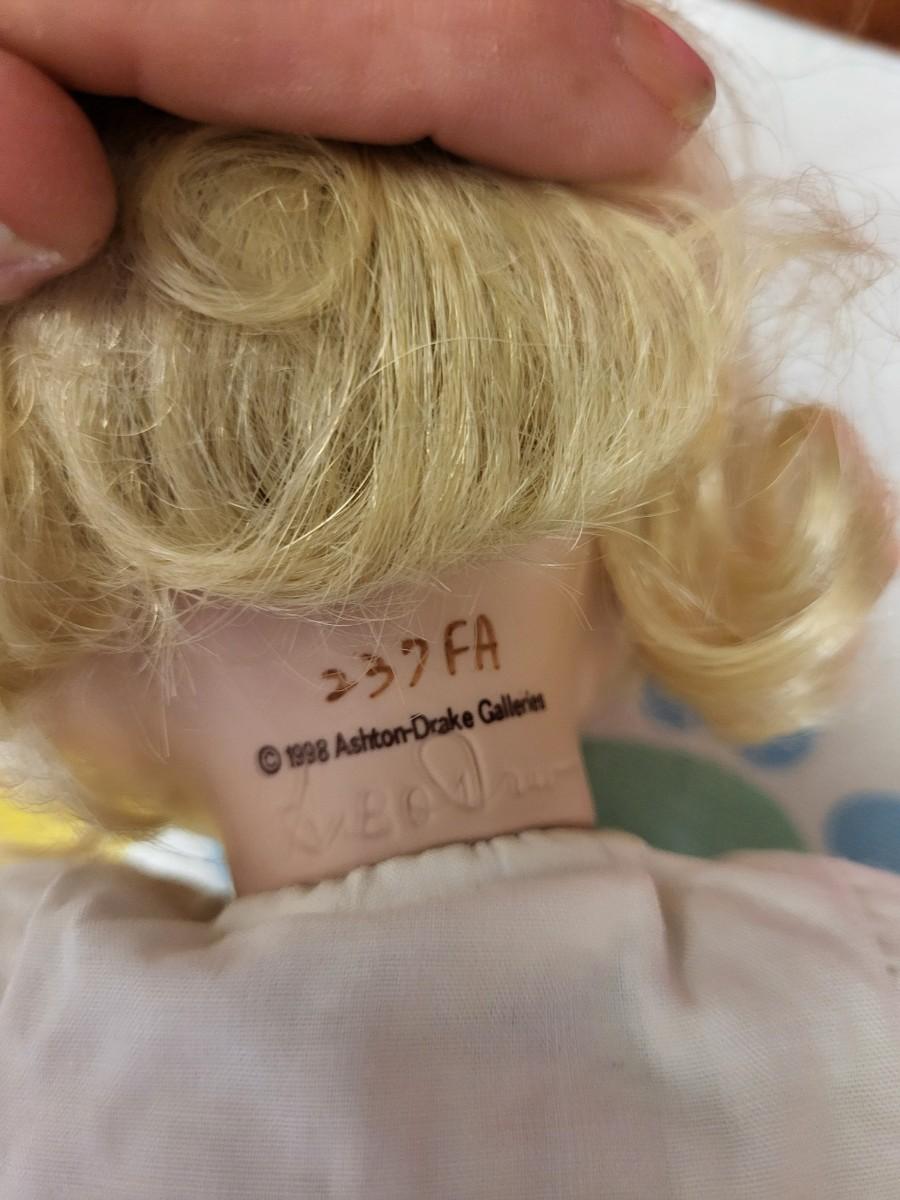 237FA
© 1998 Ashton-Drake Galleries